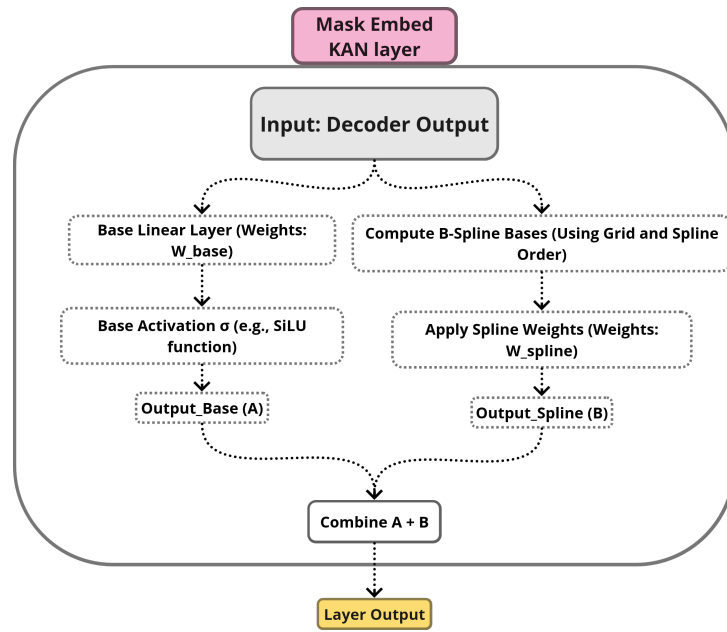 Mask Embed
KAN layer
Input: Decoder Output
Base Linear Layer (Weights:
W_base)
Compute B-Spline Bases (Using Grid and Spline
Order)
Base Activation σ (e.g., SiLU
function)
Apply Spline Weights (Weights:
W_spline)
Output_Base (A)
Output_Spline (B)
Combine A + B
Layer Output